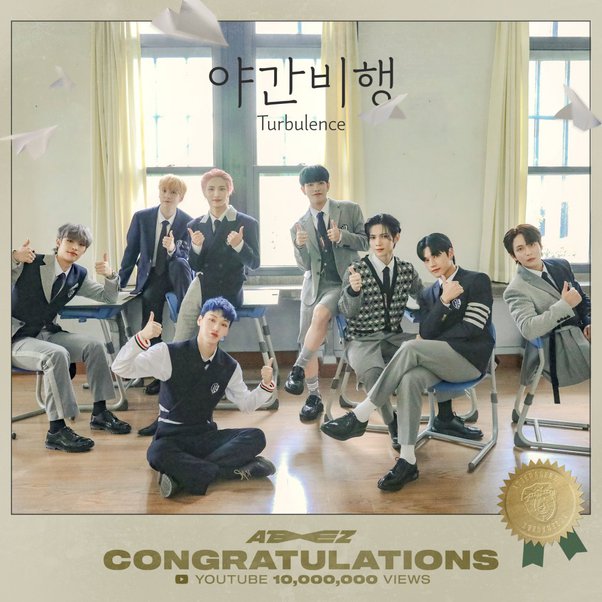 야간비행
Turbulence
ATEEZ
CONGRATULATIONS
YOUTUBE 10,000,000 VIEWS